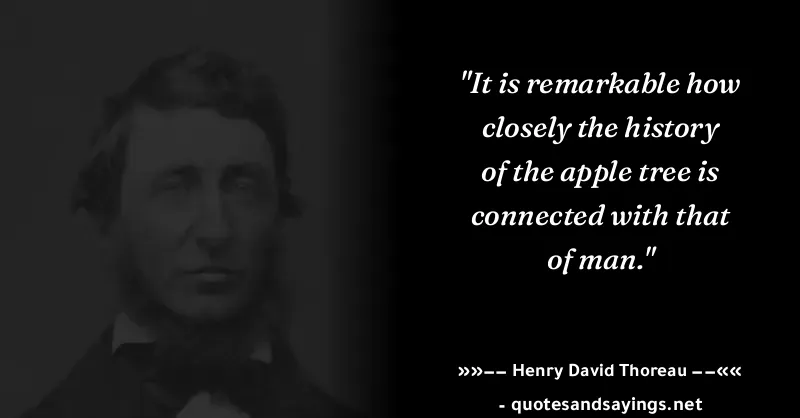 "It is remarkable how
closely the history
of the apple tree is
connected with that
of man."
»»−− Henry David Thoreau −−««
- quotesandsayings.net